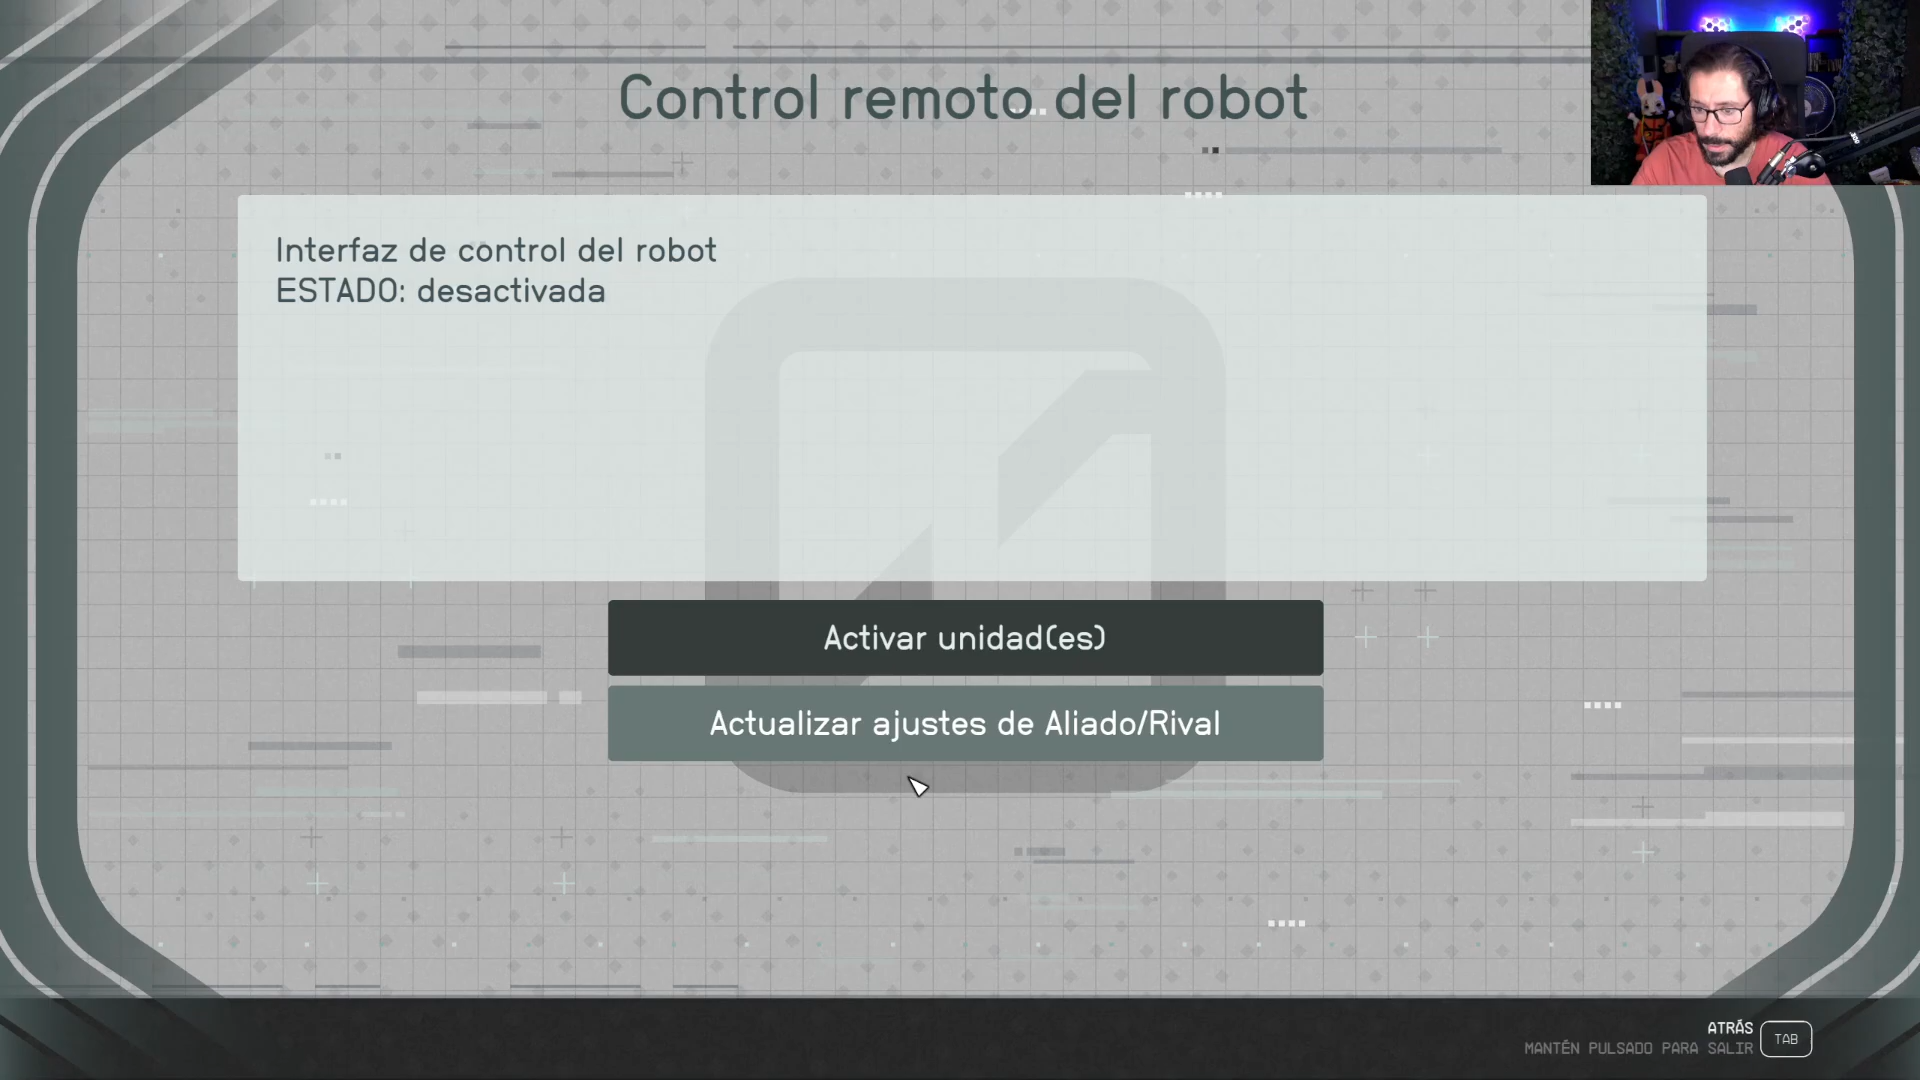 Control remoto del robot
Interfaz de control del robot
ESTADO: desactivada
Activar unidad(es)
Actualizar ajustes de Aliado/Rival
ATRÁS
MANTÉN PULSADO PARA SALIR
TAB